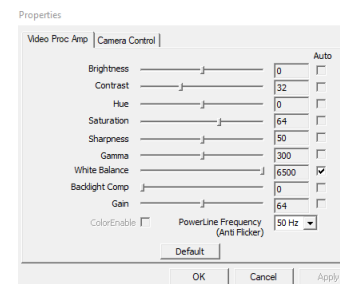 Properties
Video Proc Amp Camera Control
Auto
Brightness 0
Contrast 32
Hue 0
Saturation 64
Sharpness 50
Gamma 300
White Balance 6500
Backlight Comp 0
Gain 64
ColorEnable PowerLine Frequency 50 Hz
(Anti Flicker)
Default
OK Cancel Apply